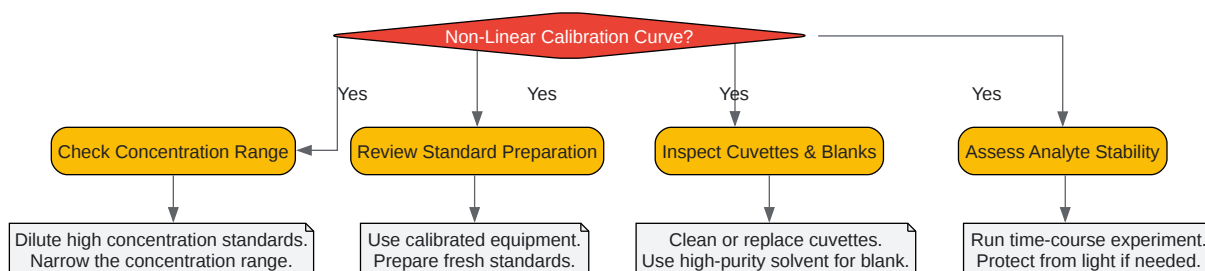 Non-Linear Calibration Curve?
Yes
Yes
Yes
Yes
Check Concentration Range
Review Standard Preparation
Inspect Cuvettes & Blanks
Assess Analyte Stability
Dilute high concentration standards.
Narrow the concentration range.
Use calibrated equipment.
Prepare fresh standards.
Clean or replace cuvettes.
Use high-purity solvent for blank.
Run time-course experiment.
Protect from light if needed.